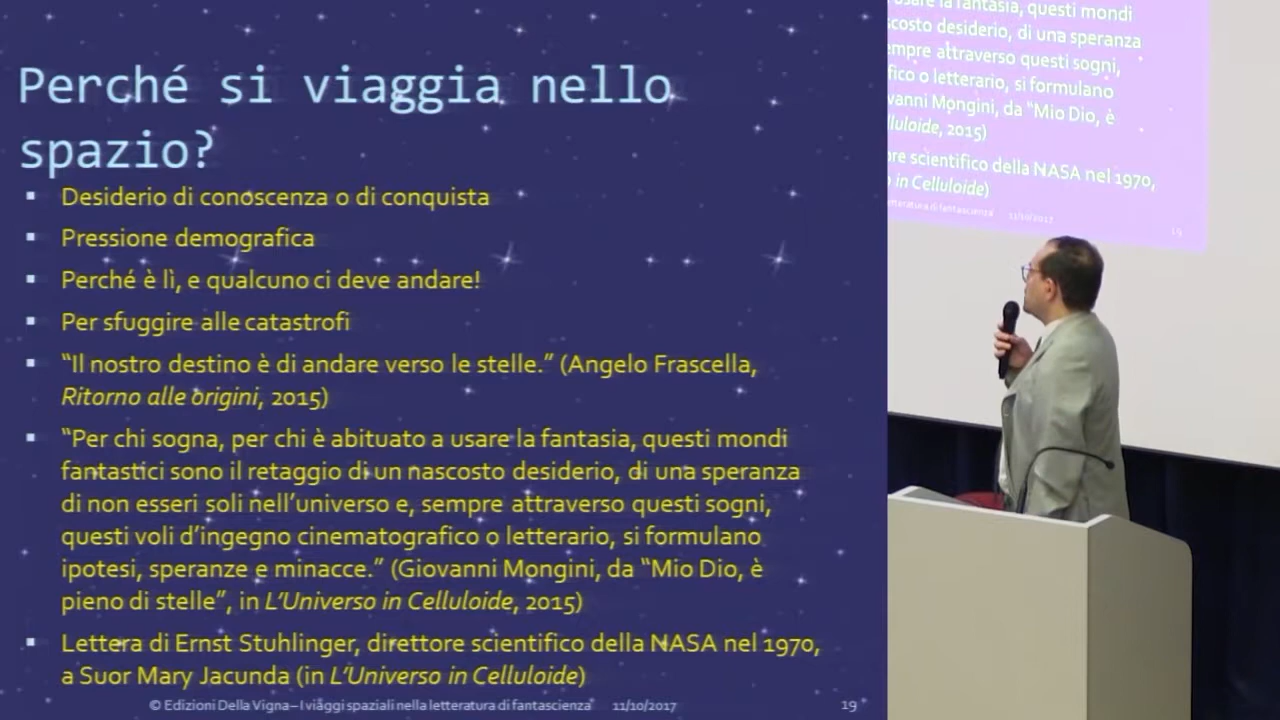 Perché si viaggia nello
spazio?
Desiderio di conoscenza o di conquista
Pressione demografica
Perché è lì, e qualcuno ci deve andare!
Per sfuggire alle catastrofi
“Il nostro destino è di andare verso le stelle.” (Angelo Frascella,
Ritorno alle origini, 2015)
“Per chi sogna, per chi è abituato a usare la fantasia, questi mondi
fantastici sono il retaggio di un nascosto desiderio, di una speranza
di non esseri soli nell’universo e, sempre attraverso questi sogni,
questi voli d’ingegno cinematografico o letterario, si formulano
ipotesi, speranze e minacce.” (Giovanni Mongini, da “Mio Dio, è
pieno di stelle”, in L’Universo in Celluloide, 2015)
Lettera di Ernst Stuhlinger, direttore scientifico della NASA nel 1970,
a Suor Mary Jacunda (in L’Universo in Celluloide)
© Edizioni Della Vigna – I viaggi spaziali nella letteratura di fantascienza 11/10/2017 19
la fantasia, questi mondi
desiderio, di una speranza
attraverso questi sogni,
o letterario, si formulano
Mongini, da “Mio Dio, è
2015)
scientifico della NASA nel 1970,
in Celluloide)
letteratura di fantascienza 11/10/2017
19